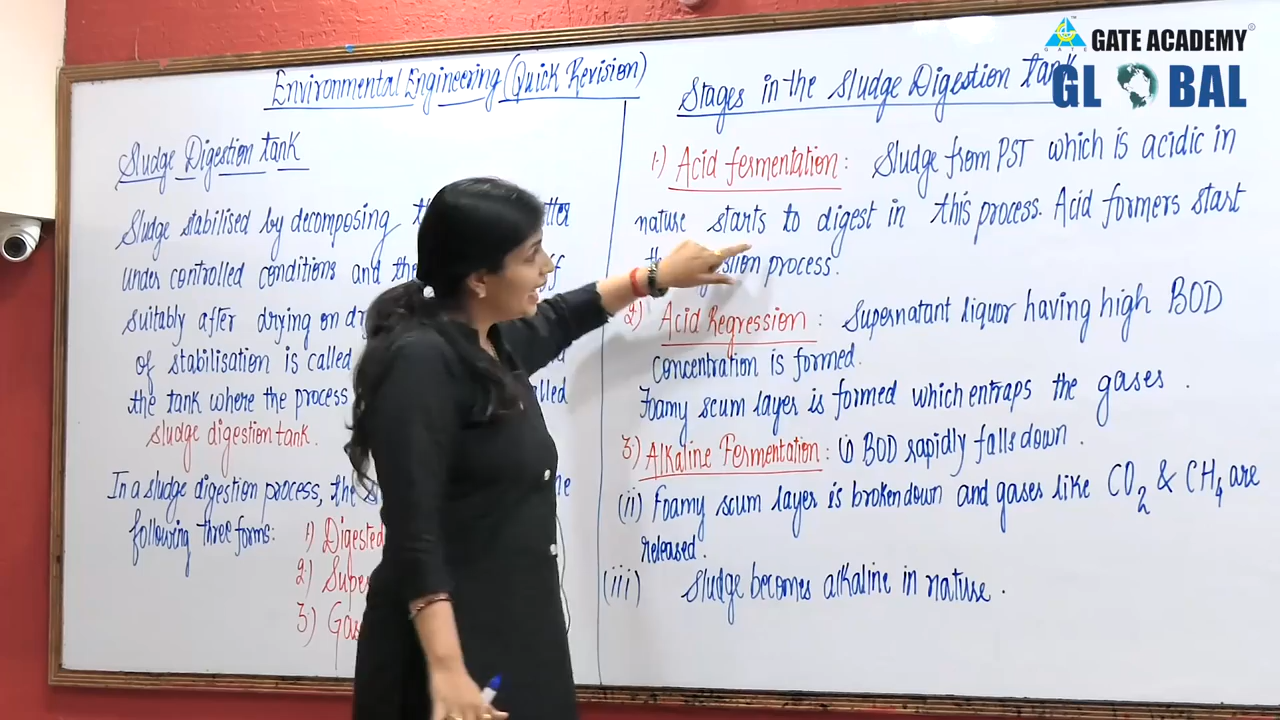 Environmental Engineering (Quick Revision)
Sludge Digestion tank
Sludge stabilised by decomposing
under controlled conditions and the
suitably after drying on
of stabilisation is called
the tank where the process
sludge digestion tank.
In a sludge digestion process, the
following three forms:
1) Digested
2)
3)
Stages in the Sludge Digestion tank
1.) Acid fermentation: Sludge from PST which is acidic in
nature starts to digest in this process. Acid formers start
process.
2) Acid Regression: Supernatant liquor having high BOD
concentration is formed.
Foamy scum layer is formed which entraps the gases.
3) Alkaline Fermentation: i) BOD rapidly falls down.
(ii) Foamy scum layer is broken down and gases like CO2 & CH4 are
released.
(iii) Sludge becomes alkaline in nature.
GATE ACADEMY®
GLOBAL
GATE